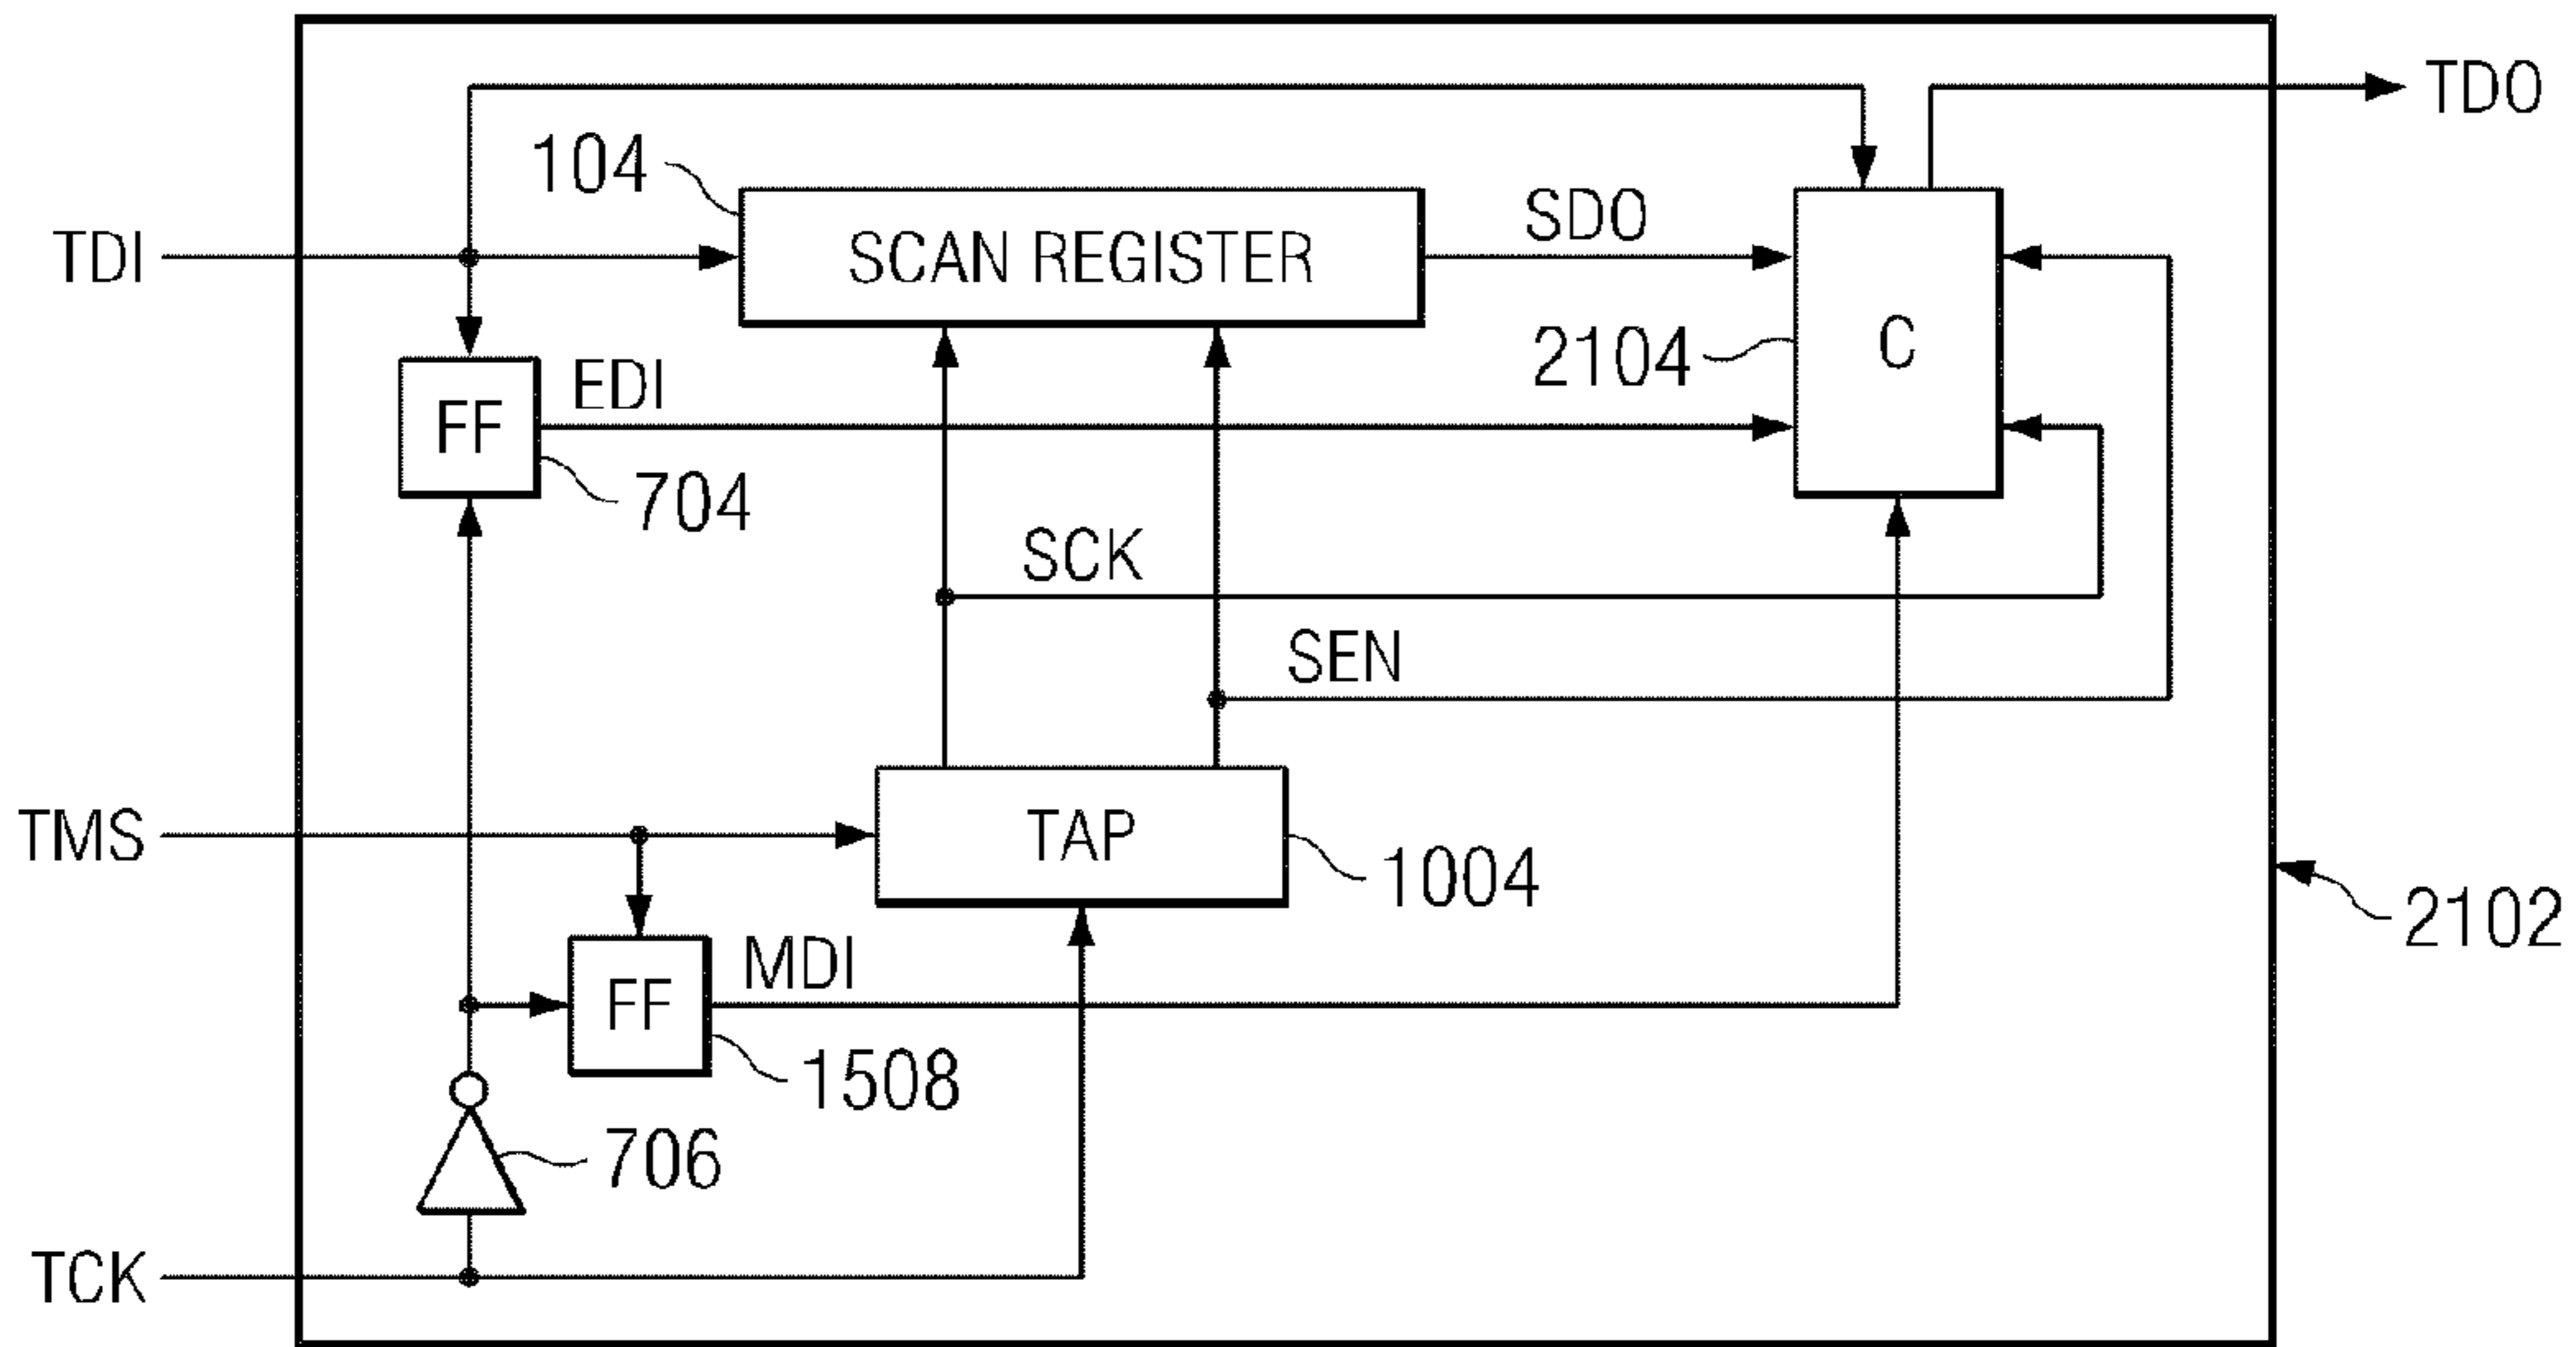 TDO
104
SDO
TDI
SCAN REGISTER
2104
C
EDI
FF
704
SCK
SEN
TMS
TAP
1004
2102
MDI
FF
1508
706
TCK